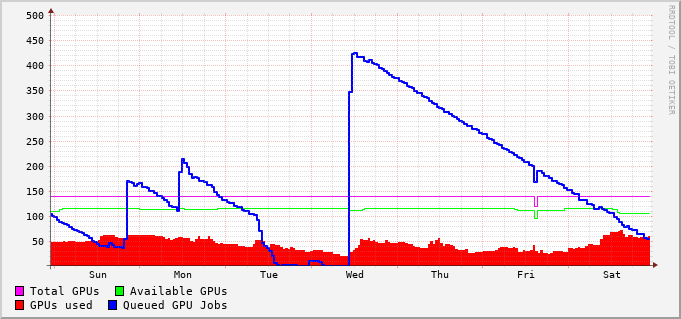 500
450
400
350
300
250
200
150
100
50
Sun Mon Tue Wed Thu Fri Sat
Total GPUs Available GPUs
GPUs used Queued GPU Jobs
RRDTOOL / TOBI OETIKER